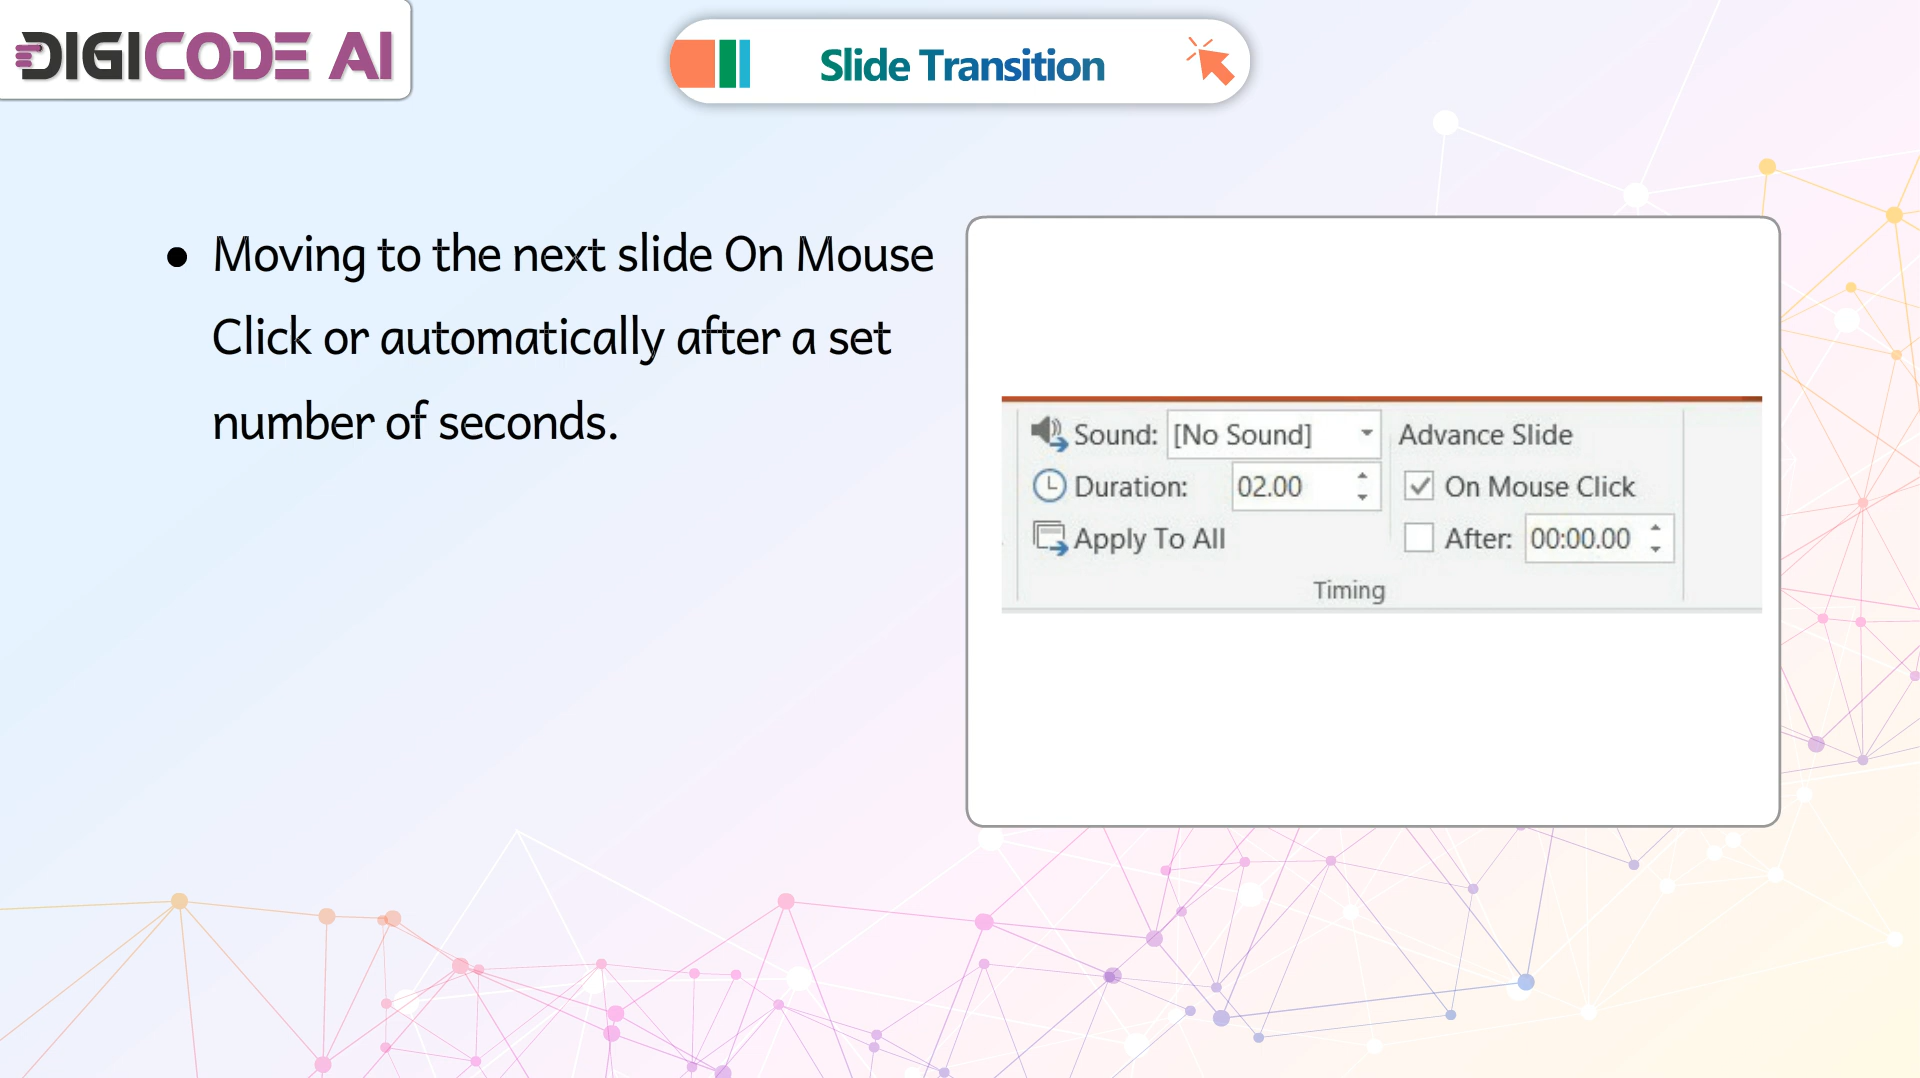 DIGICODE AI
Slide Transition
● Moving to the next slide On Mouse
Click or automatically after a set
number of seconds.
Sound: [No Sound] Advance Slide
Duration: 02.00 On Mouse Click
Apply To All After: 00:00.00
Timing